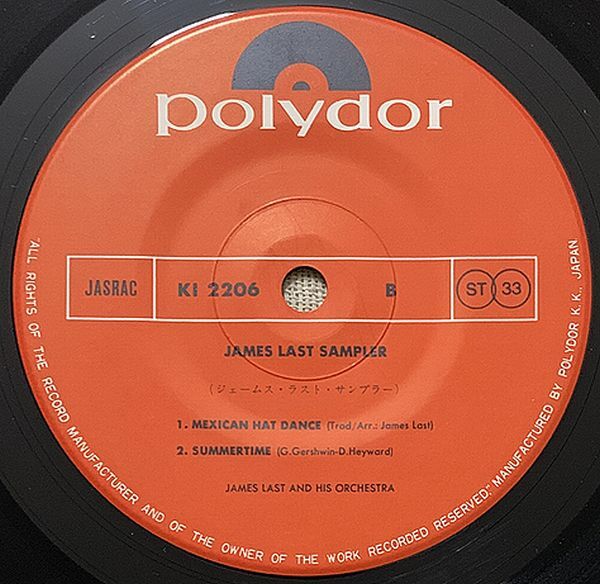 polydor
JASRAC KI 2206 B ST 33
JAMES LAST SAMPLER
(ジェームス・ラスト・サンプラー)
1. MEXICAN HAT DANCE (Trad/Arr.: James Last)
2. SUMMERTIME (G.Gershwin-D.Heyward)
JAMES LAST AND HIS ORCHESTRA
"ALL RIGHTS OF THE RECORD MANUFACTURER AND OF THE OWNER OF THE WORK RECORDED RESERVED." MANUFACTURED BY POLYDOR K.K., JAPAN